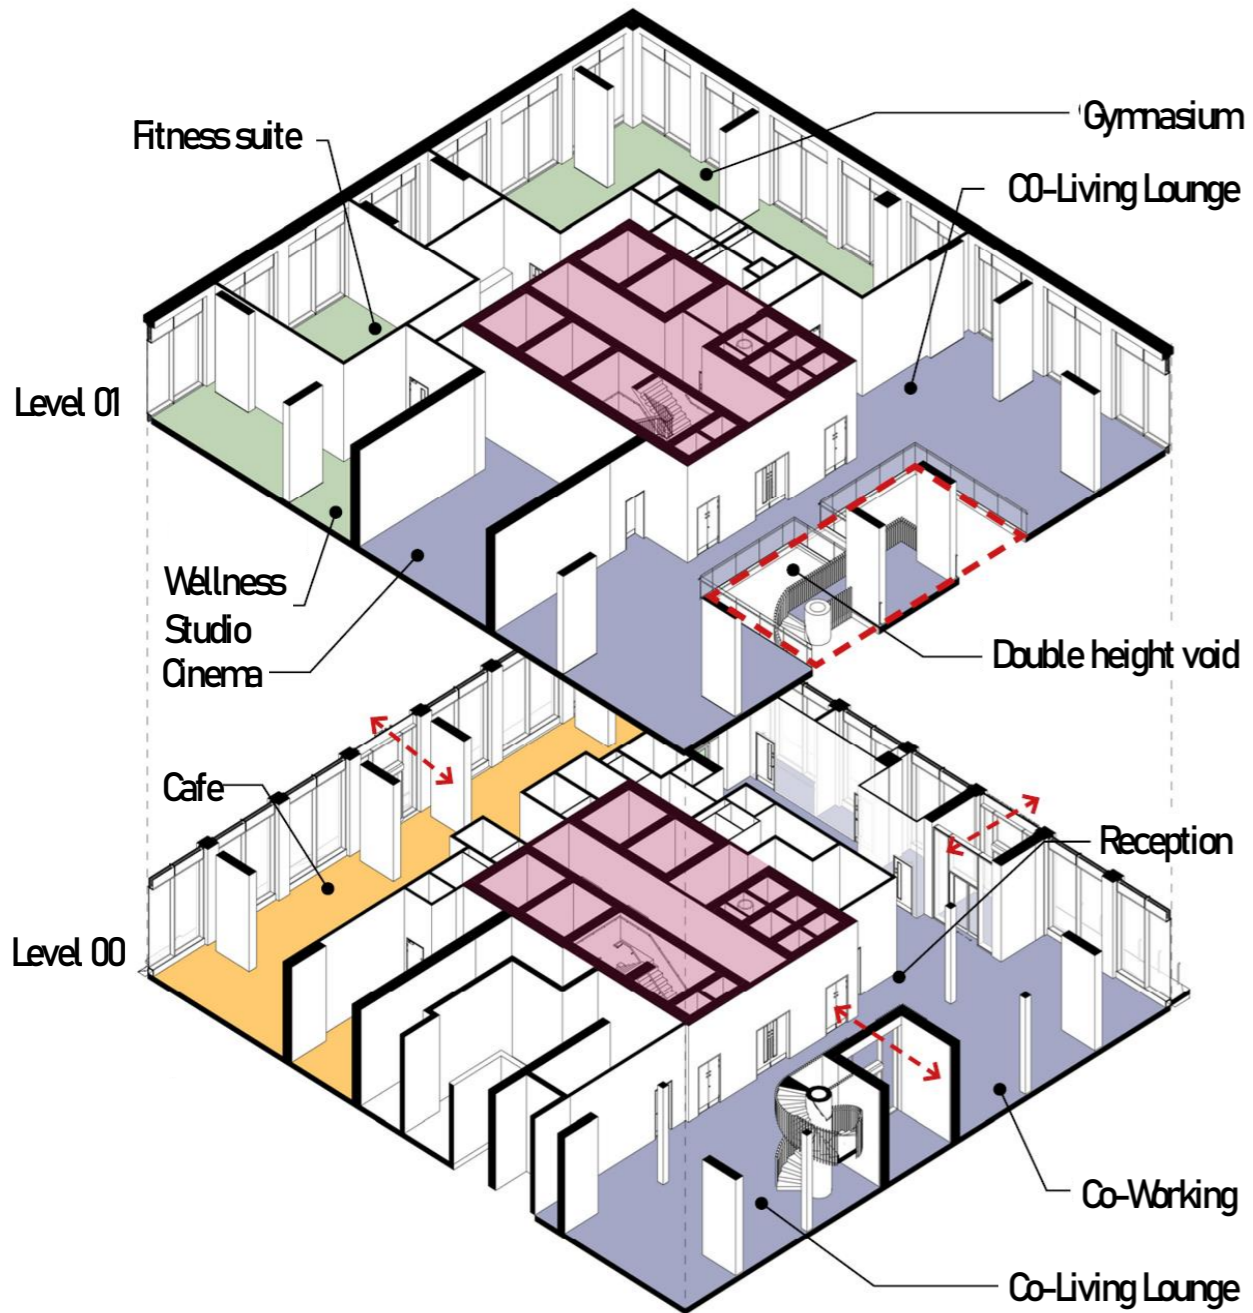 Gymnasium
Fitness suite
CO-Living Lounge
Level 01
Wellness
Studio
Cinema
Double height void
Cafe
Reception
Level 00
Co-Working
Co-Living Lounge